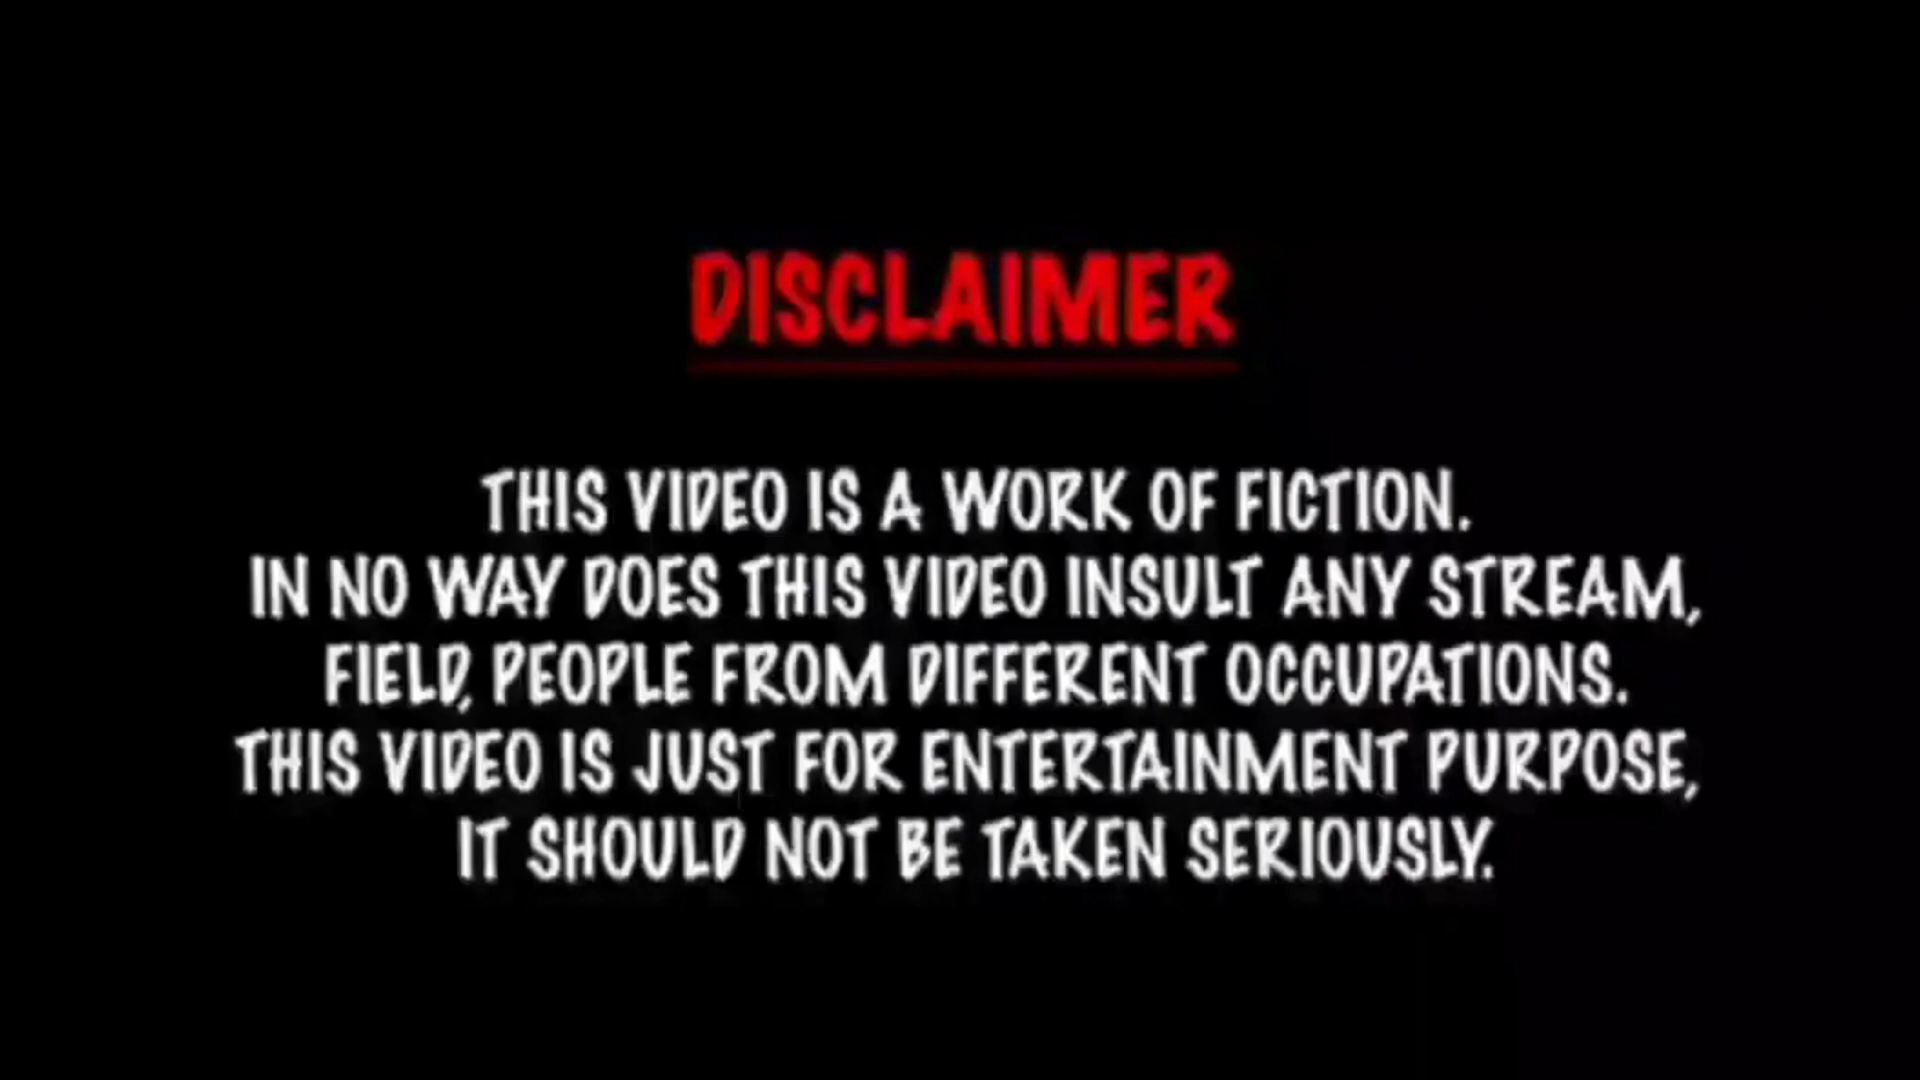 DISCLAIMER
THIS VIDEO IS A WORK OF FICTION.
IN NO WAY DOES THIS VIDEO INSULT ANY STREAM,
FIELD, PEOPLE FROM DIFFERENT OCCUPATIONS.
THIS VIDEO IS JUST FOR ENTERTAINMENT PURPOSE,
IT SHOULD NOT BE TAKEN SERIOUSLY.